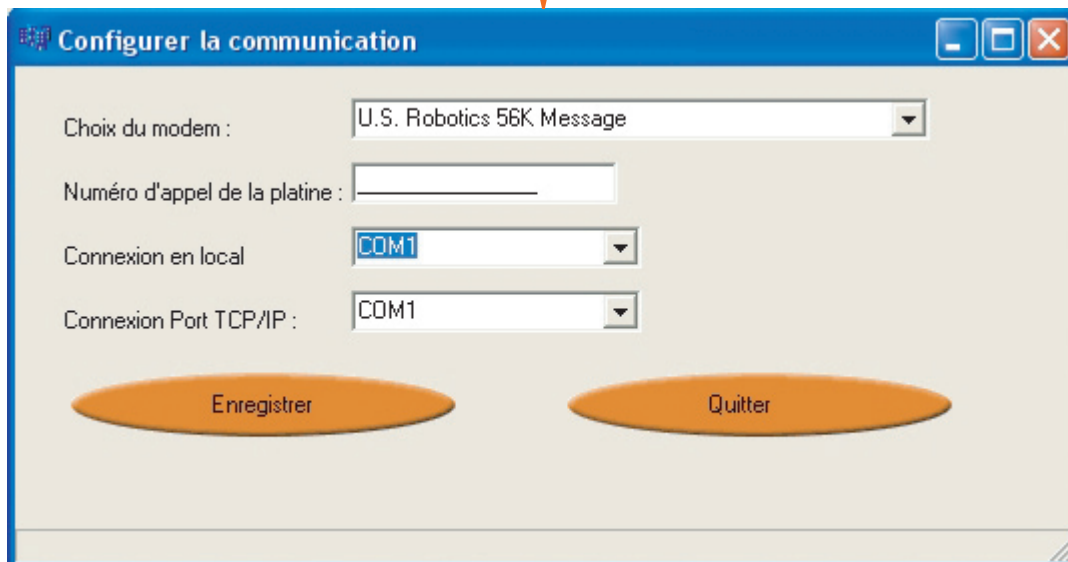 Configurer la communication
Choix du modem : U.S. Robotics 56K Message
Numéro d'appel de la platine : _______________
Connexion en local COM1
Connexion Port TCP/IP : COM1
Enregistrer Quitter